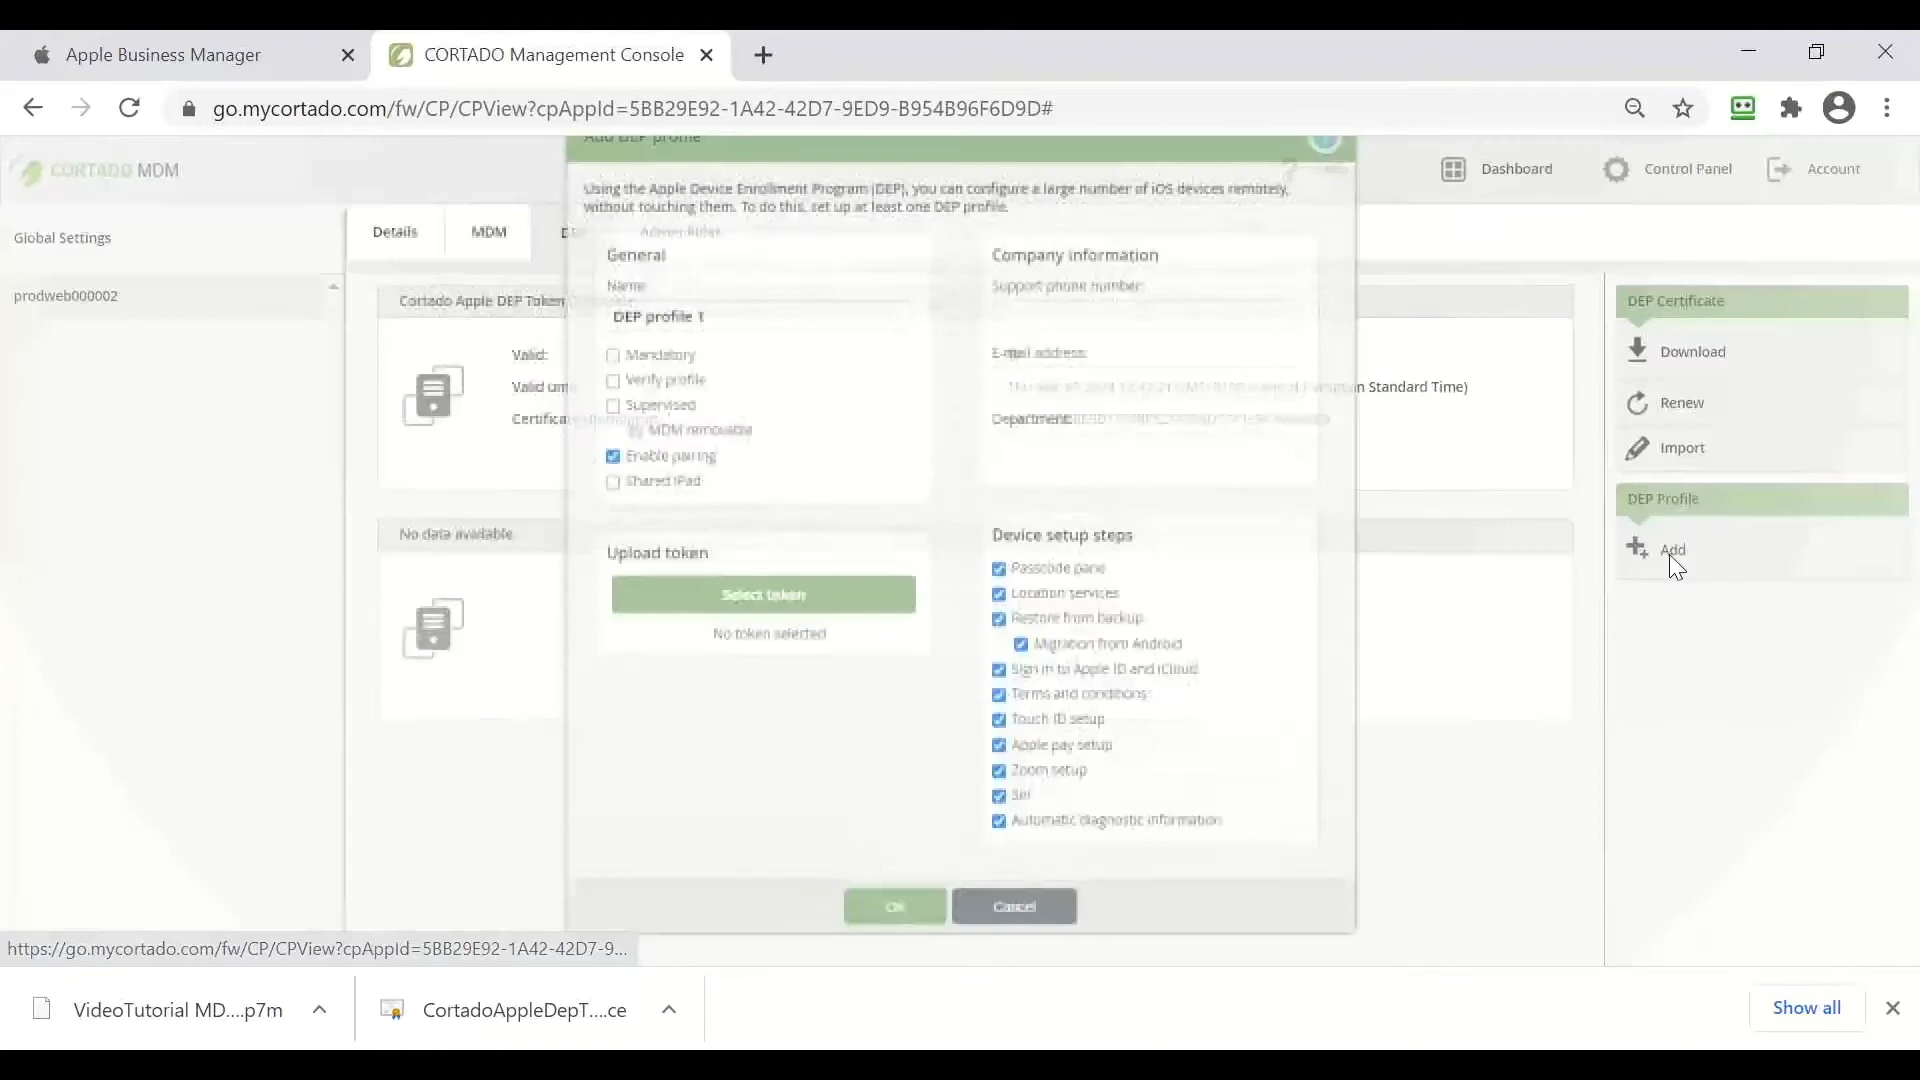 Apple Business Manager
CORTADO Management Console
go.mycortado.com/fw/CP/CPView?cpAppId=5BB29E92-1A42-42D7-9ED9-B954B96F6D9D#
CORTADO MDM
Dashboard
Control Panel
Account
Global Settings
prodweb000002
Details
MDM
Add DEP profile
Using the Apple Device Enrollment Program (DEP), you can configure a large number of iOS devices remotely,
without touching them. To do this, set up at least one DEP profile.
General
Name
DEP profile 1
Mandatory
Verify profile
Supervised
MDM removable
Enable pairing
Shared iPad
Upload token
Select token
No token selected
Company information
Support phone number:
E-mail address:
Department:
Device setup steps
Passcode pane
Location services
Restore from backup
Migration from Android
Sign in to Apple ID and iCloud
Terms and conditions
Touch ID setup
Apple pay setup
Zoom setup
Siri
Automatic diagnostic information
OK
Cancel
Cortado Apple DEP Token
Valid:
Valid until
Standard Time)
No data available
DEP Certificate
Download
Renew
Import
DEP Profile
Add
https://go.mycortado.com/fw/CP/CPView?cpAppId=5BB29E92-1A42-42D7-9...
VideoTutorial MD....p7m
CortadoAppleDepT....ce
Show all